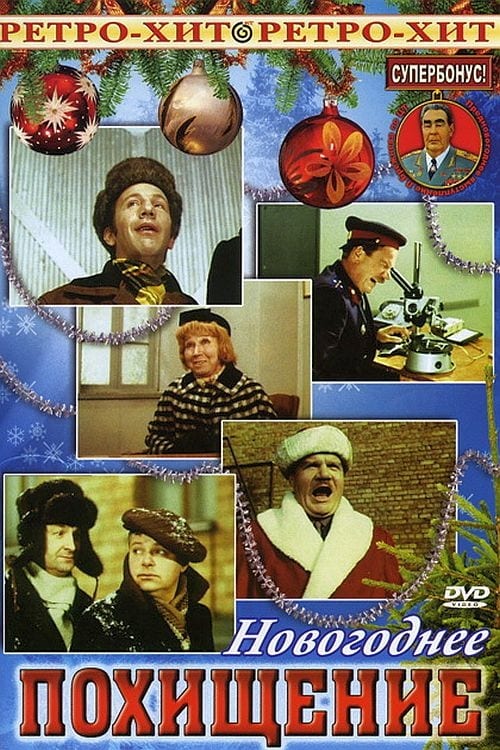 РЕТРО-ХИТ РЕТРО-ХИТ
СУПЕРБОНУС!
DVD
VIDEO
Новогоднее
ПОХИЩЕНИЕ